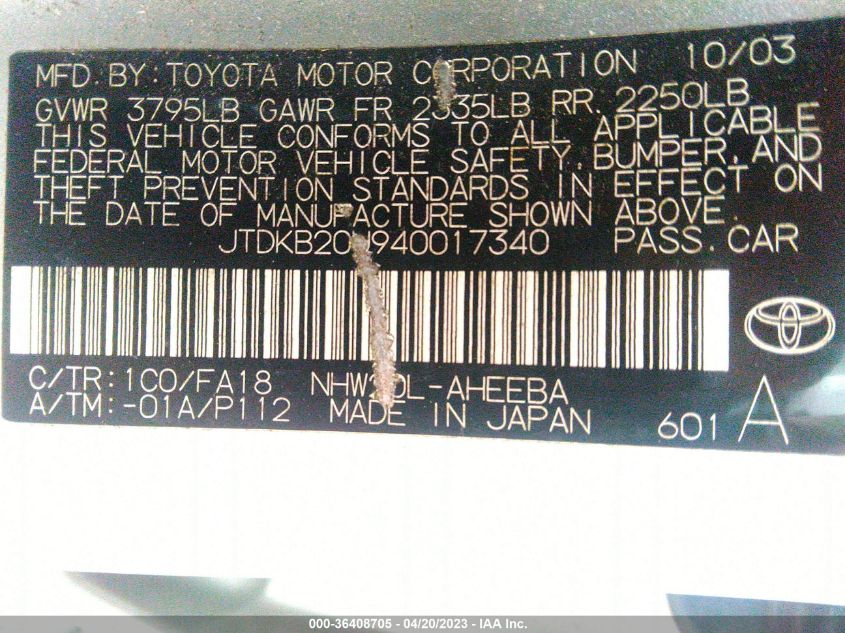 MFD. BY: TOYOTA MOTOR CORPORATION 10/03
GVWR 3795LB GAWR FR 2335LB RR. 2250LB
THIS VEHICLE CONFORMS TO ALL APPLICABLE
FEDERAL MOTOR VEHICLE SAFETY, BUMPER, AND
THEFT PREVENTION STANDARDS IN EFFECT ON
THE DATE OF MANUFACTURE SHOWN ABOVE.
JTDKB20U940017340 PASS. CAR
C/TR: 1C0/FA18 NHW20L-AHEEBA
A/TM: -01A/P112 MADE IN JAPAN 601 A
000-36408705 - 04/20/2023 - IAA Inc.